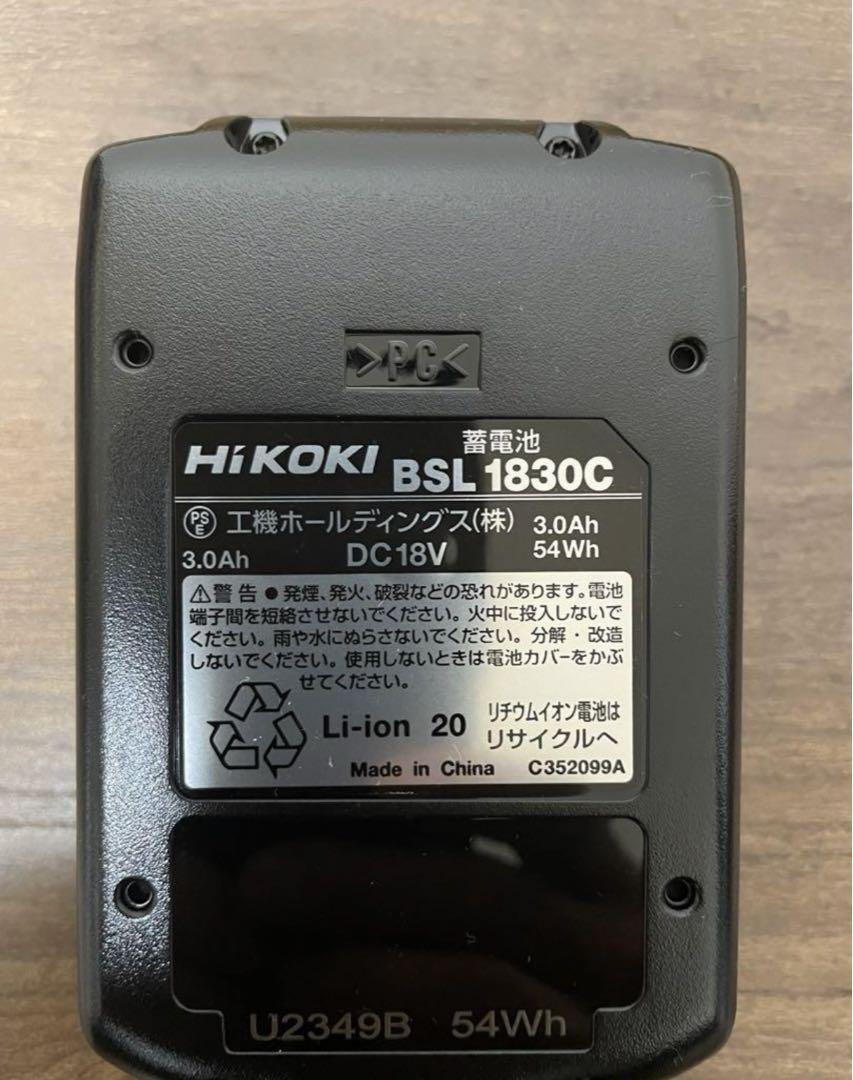 >PC<
HiKOKI 蓄電池 BSL 1830C
PSE 工機ホールディングス(株) 3.0Ah
3.0Ah DC18V 54Wh
⚠警告 ● 発煙、発火、破裂などの恐れがあります。電池
端子間を短絡させないでください。火中に投入しないで
ください。雨や水にぬらさないでください。分解・改造
しないでください。使用しないときは電池カバーをかぶ
せてください。
Li-ion 20 リチウムイオン電池は
リサイクルへ
Made in China C352099A
U2349B 54Wh